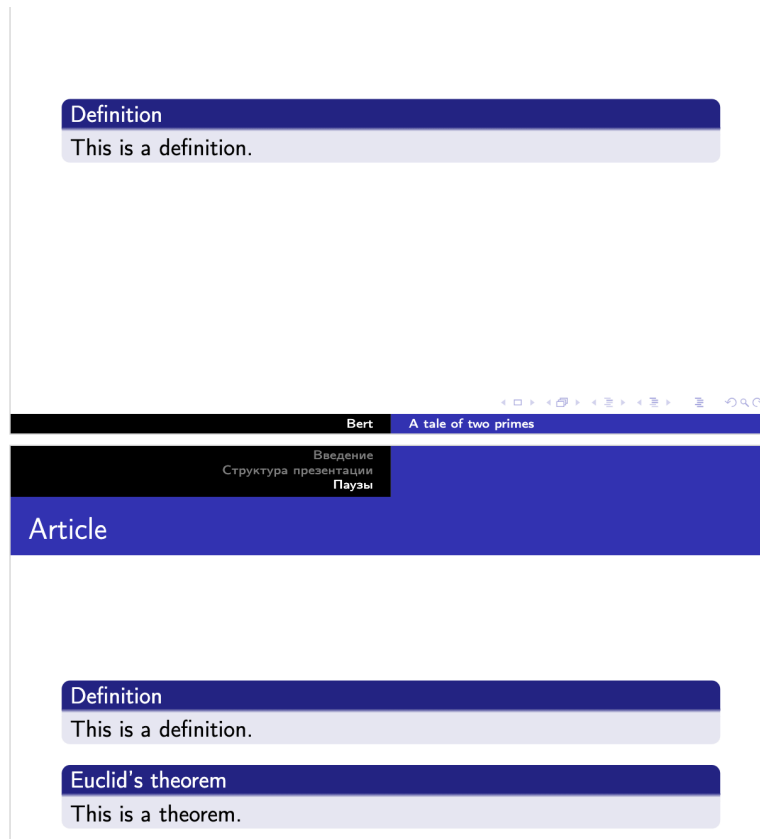 Definition
This is a definition.
Bert A tale of two primes
Введение
Структура презентации
Паузы
Article
Definition
This is a definition.
Euclid's theorem
This is a theorem.